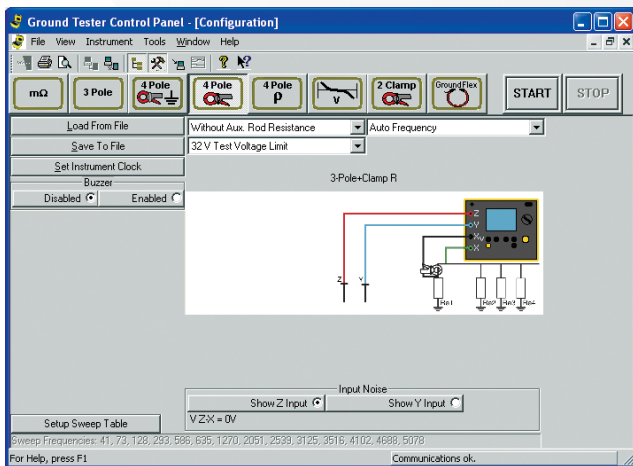 Ground Tester Control Panel - [Configuration]
File View Instrument Tools Window Help
mΩ
3 Pole
4 Pole
4 Pole
4 Pole
ρ
V
2 Clamp
GroundFlex
START
STOP
Load From File
Without Aux. Rod Resistance
Auto Frequency
Save To File
32 V Test Voltage Limit
Set Instrument Clock
Buzzer
Disabled
Enabled
3-Pole+Clamp R
Z
Y
Xv
X
Z
Y
Input Noise
Show Z Input
Show Y Input
V Z-X = 0V
Setup Sweep Table
Sweep Frequencies: 41, 73, 128, 293, 586, 635, 1270, 2051, 2539, 3125, 3516, 4102, 4688, 5078
For Help, press F1
Communications ok.